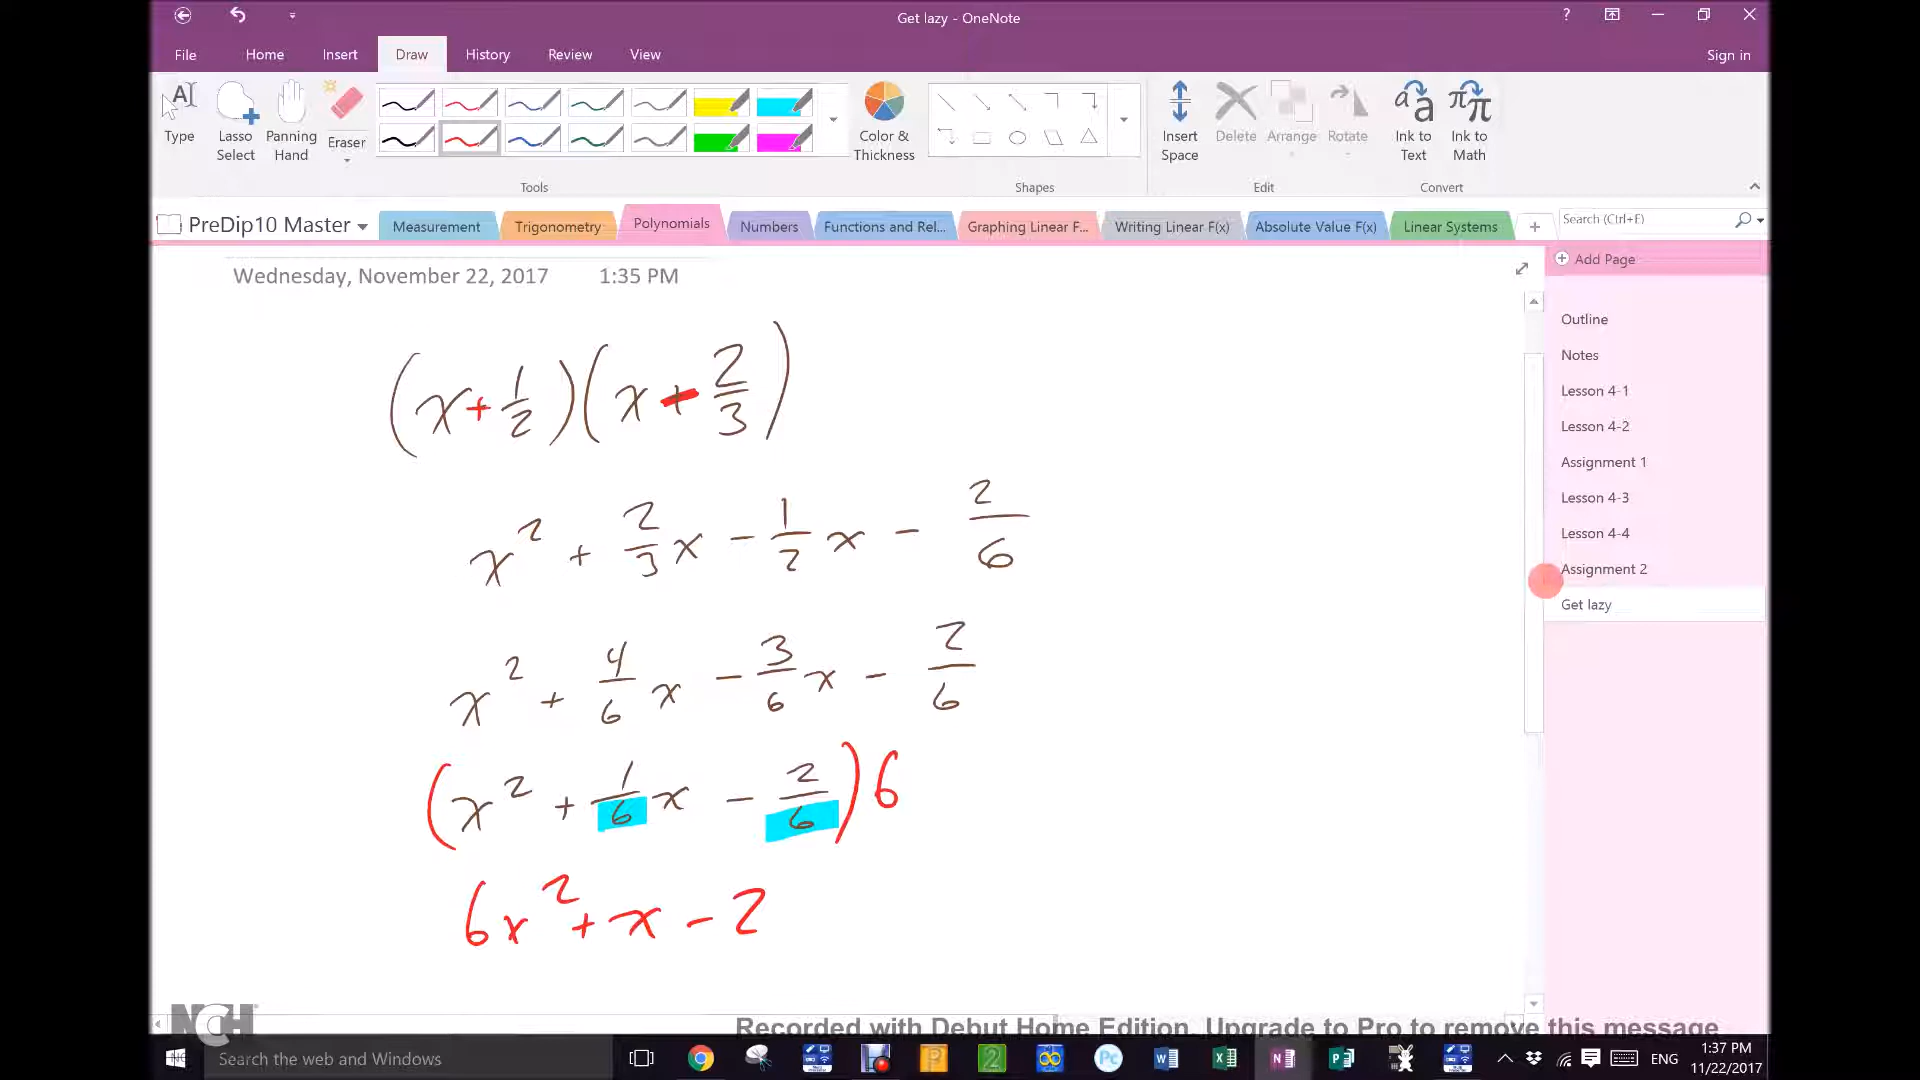 Get lazy - OneNote
?
File Home Insert Draw History Review View Sign in
Type
Lasso Select
Panning Hand
Eraser
Color & Thickness
Insert Space
Delete
Arrange
Rotate
Ink to Text
Ink to Math
Tools Shapes Edit Convert
PreDip10 Master Measurement Trigonometry Polynomials Numbers Functions and Rel... Graphing Linear F... Writing Linear F(x) Absolute Value F(x) Linear Systems + Search (Ctrl+E)
Add Page
Wednesday, November 22, 2017 1:35 PM
Outline
Notes
Lesson 4-1
Lesson 4-2
Assignment 1
Lesson 4-3
Lesson 4-4
Assignment 2
Get lazy
(x + 1/2)(x - 2/3)
x² + 2/3 x - 1/2 x - 2/6
x² + 4/6 x - 3/6 x - 2/6
(x² + 1/6 x - 2/6) 6
6x² + x - 2
NCH
Recorded with Debut Home Edition. Upgrade to Pro to remove this message
Search the web and Windows
ENG
1:37 PM
11/22/2017